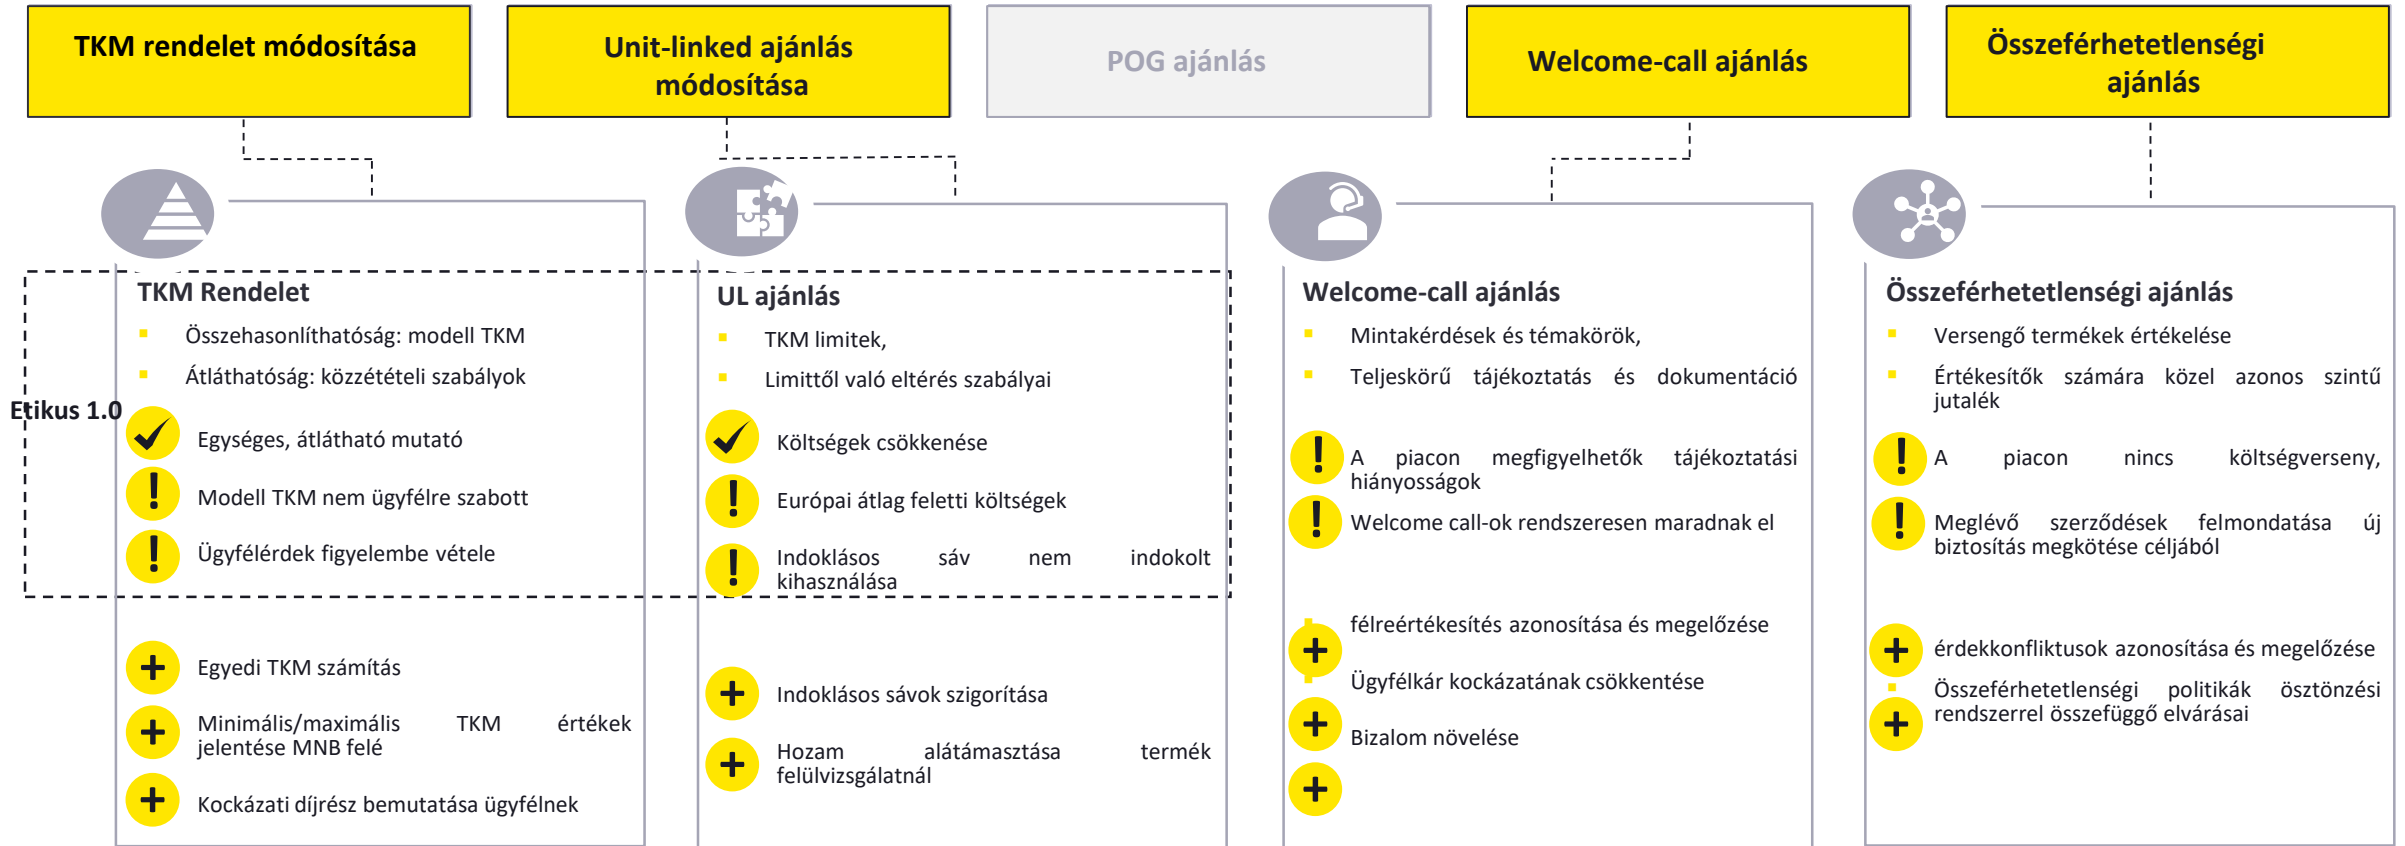 TKM rendelet módosítása
Unit-linked ajánlás
módosítása
POG ajánlás
Welcome-call ajánlás
Összeférhetetlenségi
ajánlás
Etikus 1.0
TKM Rendelet
Összehasonlíthatóság: modell TKM
Átláthatóság: közzétételi szabályok
Egységes, átlátható mutató
Modell TKM nem ügyfélre szabott
Ügyfélérdek figyelembe vétele
Egyedi TKM számítás
Minimális/maximális TKM értékek
jelentése MNB felé
Kockázati díjrész bemutatása ügyfélnek
UL ajánlás
TKM limitek,
Limittől való eltérés szabályai
Költségek csökkenése
Európai átlag feletti költségek
Indoklásos sáv nem indokolt
kihasználása
Indoklásos sávok szigorítása
Hozam alátámasztása termék
felülvizsgálatnál
Welcome-call ajánlás
Mintakérdések és témakörök,
Teljeskörű tájékoztatás és dokumentáció
A piacon megfigyelhetők tájékoztatási
hiányosságok
Welcome call-ok rendszeresen maradnak el
félreértékesítés azonosítása és megelőzése
Ügyfélkár kockázatának csökkentése
Bizalom növelése
Összeférhetetlenségi ajánlás
Versengő termékek értékelése
Értékesítők számára közel azonos szintű
jutalék
A piacon nincs költségverseny,
Meglévő szerződések felmondatása új
biztosítás megkötése céljából
érdekkonfliktusok azonosítása és megelőzése
Összeférhetetlenségi politikák ösztönzési
rendszerrel összefüggő elvárásai